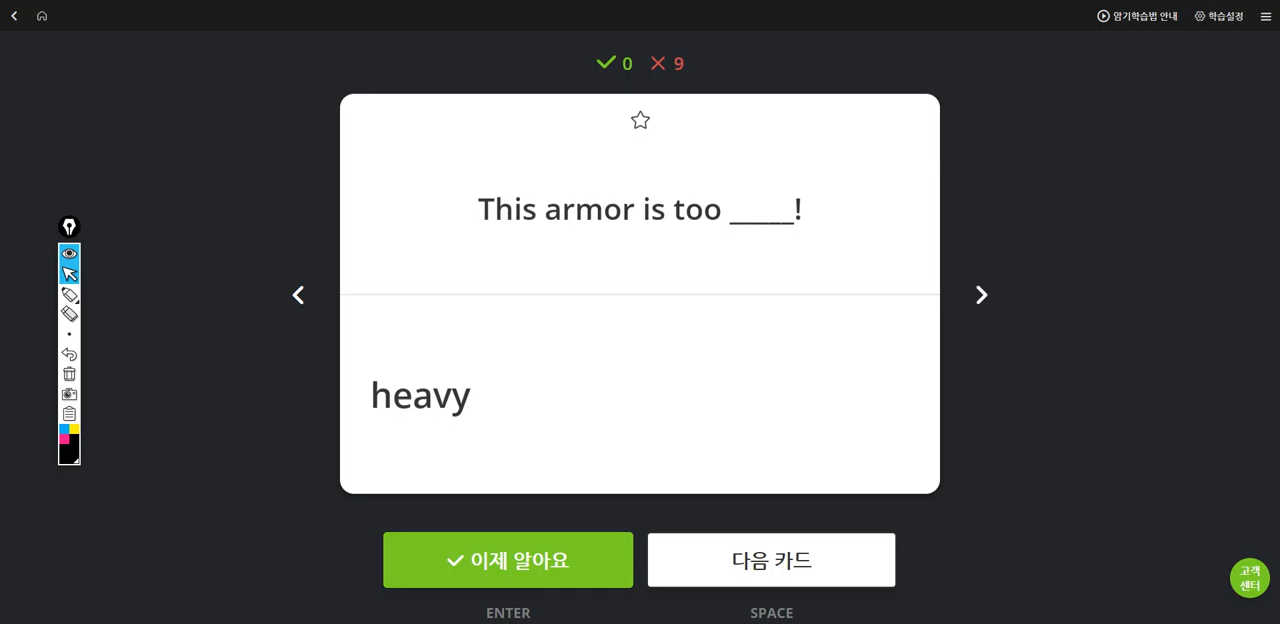 암기학습법 안내 학습설정
0 9
This armor is too _____!
heavy
이제 알아요 다음 카드
ENTER SPACE
고객
센터